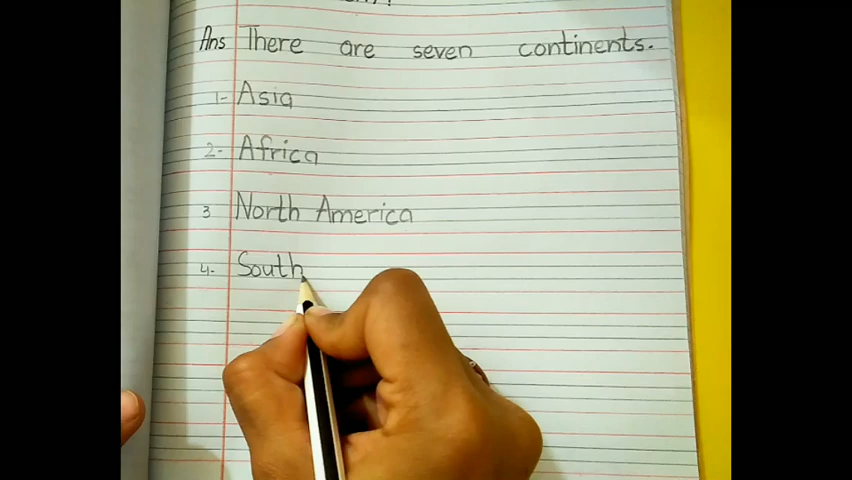 Ans There are seven continents.
1- Asia
2- Africa
3 North America
4- South